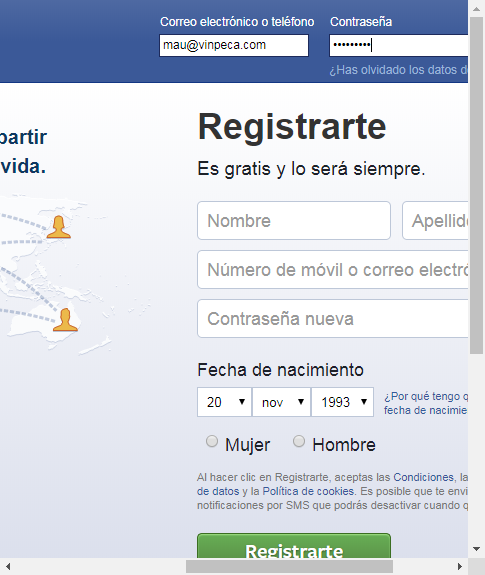 Correo electrónico o teléfono Contraseña
mau@vinpeca.com •••••••••
¿Has olvidado los datos de
partir
vida.
Registrarte
Es gratis y lo será siempre.
Nombre Apellido
Número de móvil o correo electró
Contraseña nueva
Fecha de nacimiento
20 nov 1993
¿Por qué tengo q
fecha de nacimie
Mujer Hombre
Al hacer clic en Registrarte, aceptas las Condiciones, la
de datos y la Política de cookies. Es posible que te envi
notificaciones por SMS que podrás desactivar cuando q
Registrarte